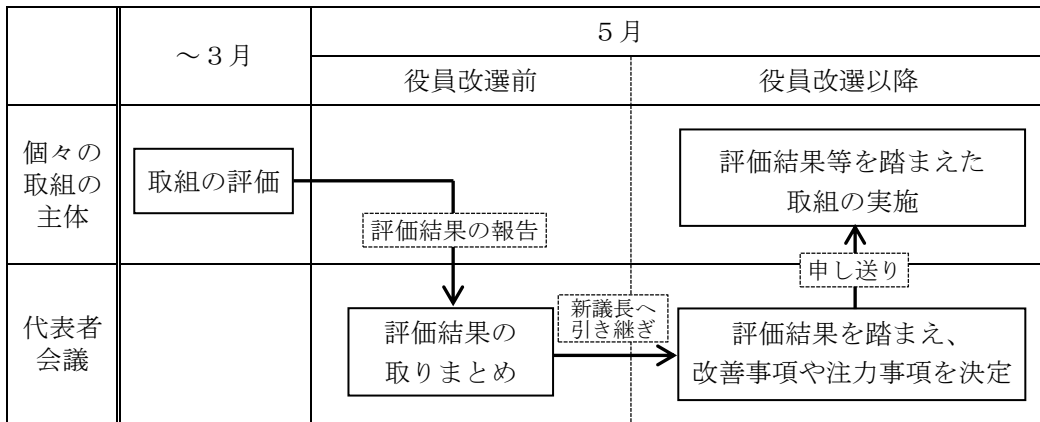 ～３月
５月
役員改選前
役員改選以降
個々の
取組の
主体
取組の評価
評価結果の報告
評価結果等を踏まえた
取組の実施
申し送り
代表者
会議
評価結果の
取りまとめ
新議長へ
引き継ぎ
評価結果を踏まえ、
改善事項や注力事項を決定